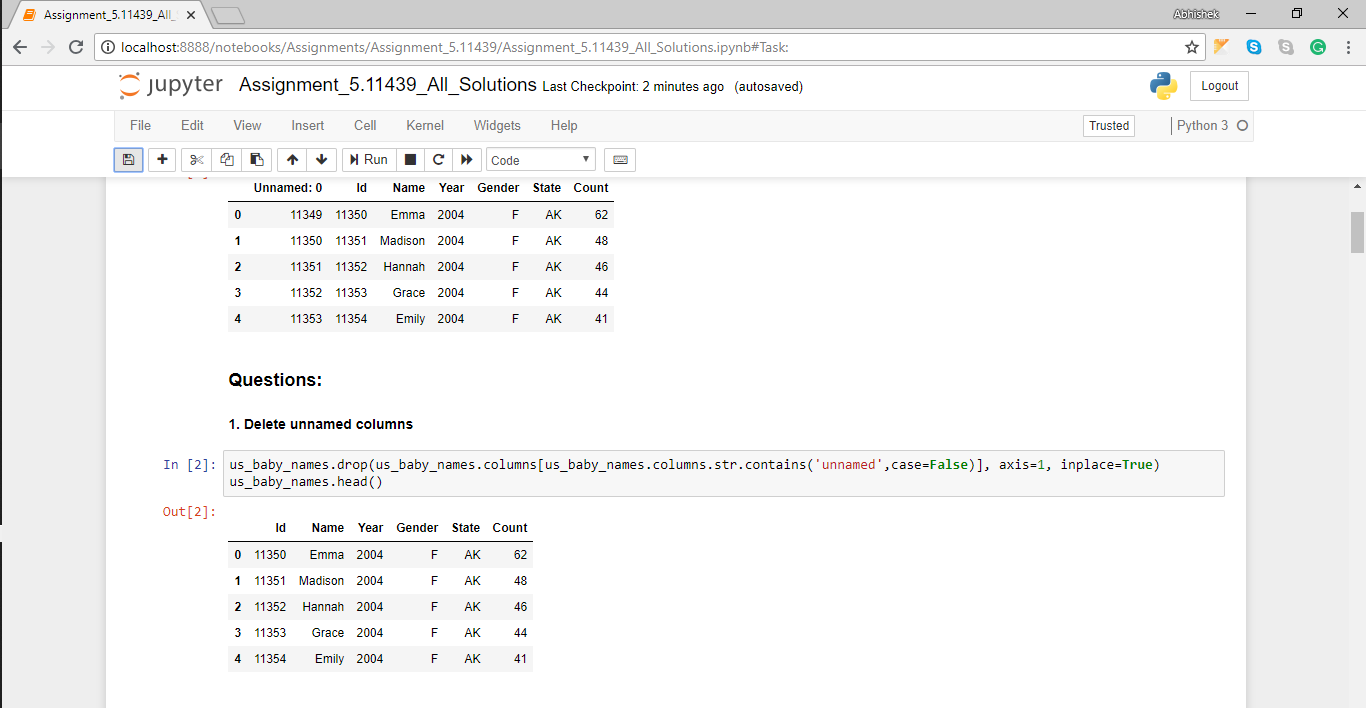 Assignment_5.11439_All_
Abhishek
localhost:8888/notebooks/Assignments/Assignment_5.11439/Assignment_5.11439_All_Solutions.ipynb#Task:
jupyter Assignment_5.11439_All_Solutions Last Checkpoint: 2 minutes ago (autosaved)
Logout
File Edit View Insert Cell Kernel Widgets Help Trusted Python 3
Run Code
Unnamed: 0 Id Name Year Gender State Count
0 11349 11350 Emma 2004 F AK 62
1 11350 11351 Madison 2004 F AK 48
2 11351 11352 Hannah 2004 F AK 46
3 11352 11353 Grace 2004 F AK 44
4 11353 11354 Emily 2004 F AK 41
Questions:
1. Delete unnamed columns
In [2]: us_baby_names.drop(us_baby_names.columns[us_baby_names.columns.str.contains('unnamed',case=False)], axis=1, inplace=True)
us_baby_names.head()
Out[2]:
Id Name Year Gender State Count
0 11350 Emma 2004 F AK 62
1 11351 Madison 2004 F AK 48
2 11352 Hannah 2004 F AK 46
3 11353 Grace 2004 F AK 44
4 11354 Emily 2004 F AK 41